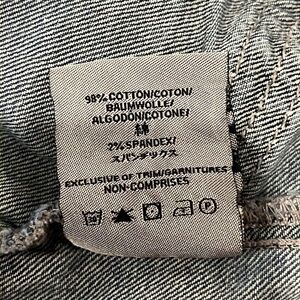 98% COTTON/COTON/
BAUMWOLLE/
ALGODON/COTONE/
綿
2% SPANDEX/
スパンデックス
EXCLUSIVE OF TRIM/GARNITURES
NON-COMPRISES